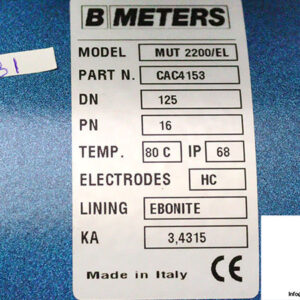 B METERS
31
MODEL MUT 2200/EL
PART N. CAC4153
DN 125
PN 16
TEMP. 80 C IP 68
ELECTRODES HC
LINING EBONITE
KA 3,4315
Made in Italy CE